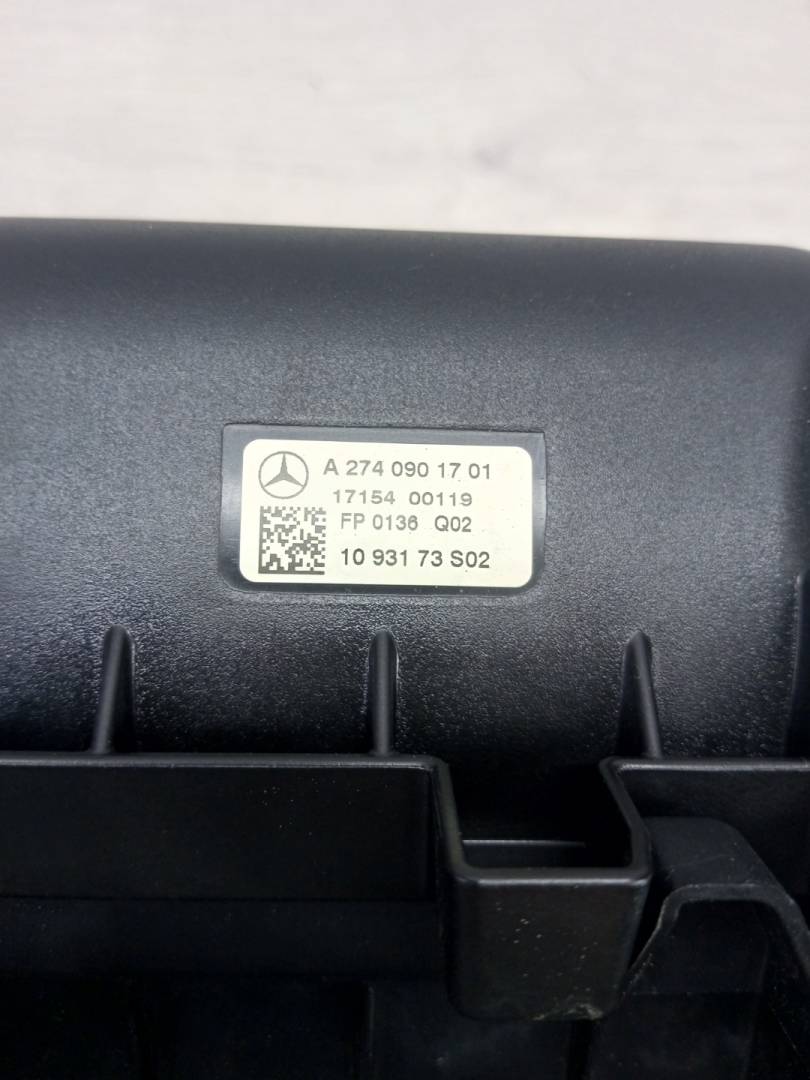 A 274 090 17 01
17154 00119
FP 0136 Q02
10 931 73 S02